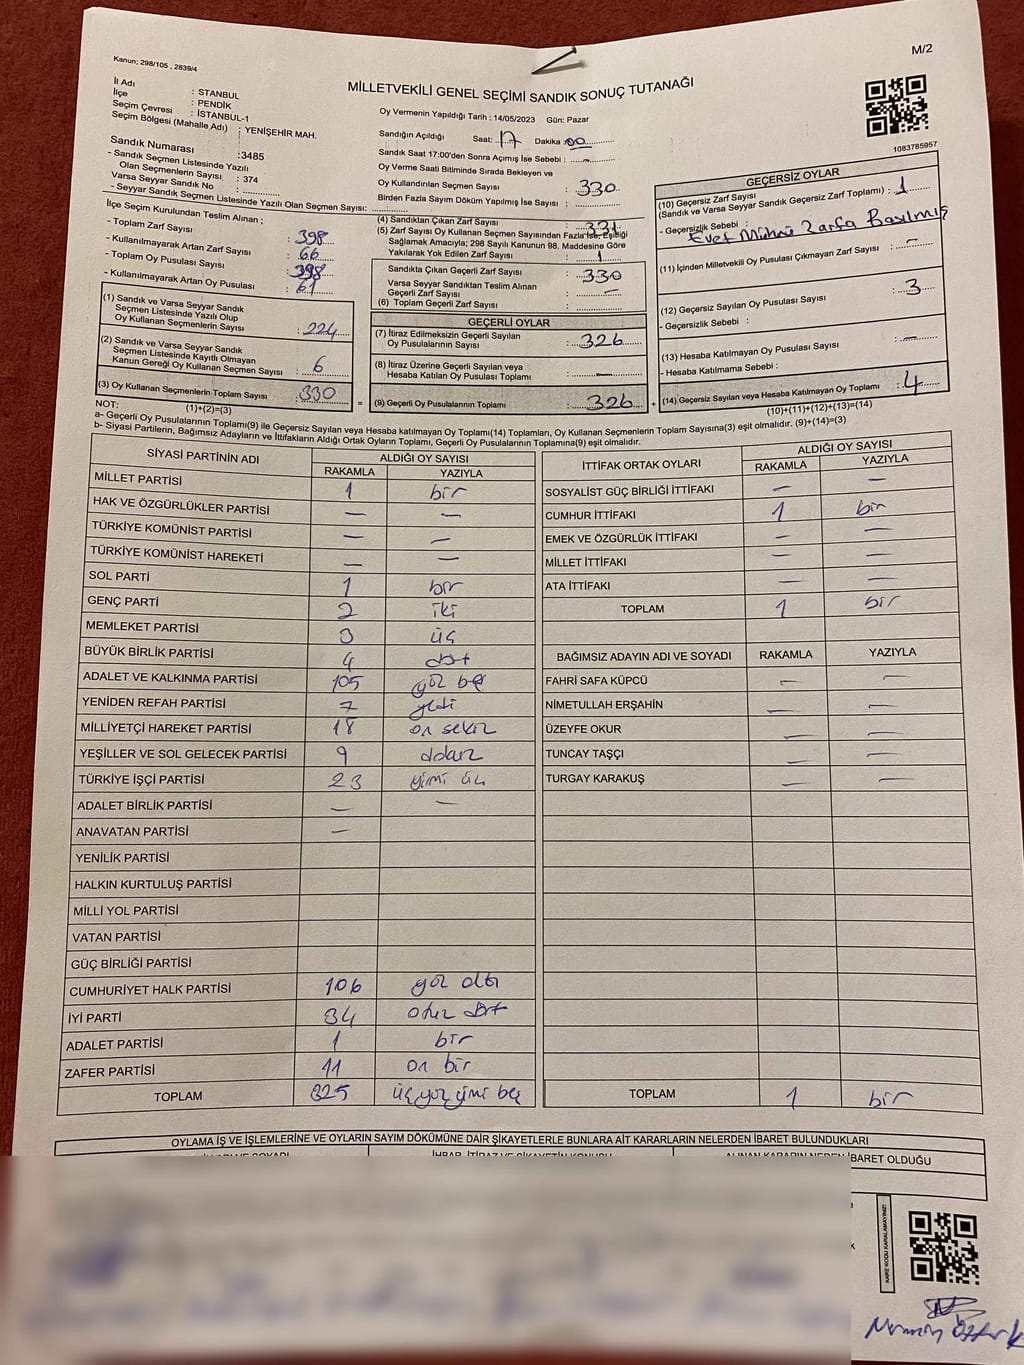 Kanun; 298/105 , 2839/4
M/2
MİLLETVEKİLİ GENEL SEÇİMİ SANDIK SONUÇ TUTANAĞI
İl Adı : STANBUL
İlçe : PENDİK
Seçim Çevresi : İSTANBUL-1
Seçim Bölgesi (Mahalle Adı) : YENİŞEHİR MAH.
Sandık Numarası :3485
- Sandık Seçmen Listesinde Yazılı
Olan Seçmenlerin Sayısı : 374
Varsa Seyyar Sandık No :
- Seyyar Sandık Seçmen Listesinde Yazılı Olan Seçmen Sayısı:
İlçe Seçim Kurulundan Teslim Alınan :
- Toplam Zarf Sayısı : 398
- Kullanılmayarak Artan Zarf Sayısı : 66
- Toplam Oy Pusulası Sayısı : 398
- Kullanılmayarak Artan Oy Pusulası : 61
(1) Sandık ve Varsa Seyyar Sandık
Seçmen Listesinde Yazılı Olup
Oy Kullanan Seçmenlerin Sayısı : 224
(2) Sandık ve Varsa Seyyar Sandık
Seçmen Listesinde Kayıtlı Olmayan
Kanun Gereği Oy Kullanan Seçmen Sayısı : 6
(3) Oy Kullanan Seçmenlerin Toplam Sayısı : 330
(1)+(2)=(3)
Oy Vermenin Yapıldığı Tarih : 14/05/2023 Gün: Pazar
Sandığın Açıldığı Saat: 17 Dakika :00
Sandık Saat 17:00'den Sonra Açımış İse Sebebi : -
Oy Verme Saati Bitiminde Sırada Bekleyen ve
Oy Kullandırılan Seçmen Sayısı : 330
Birden Fazla Sayım Döküm Yapılmış İse Sayısı :
(4) Sandıktan Çıkan Zarf Sayısı : 331
(5) Zarf Sayısı Oy Kullanan Seçmen Sayısından Fazla İse, Eşitliği
Sağlamak Amacıyla; 298 Sayılı Kanunun 98. Maddesine Göre
Yakılarak Yok Edilen Zarf Sayısı : 1
Sandıkta Çıkan Geçerli Zarf Sayısı : 330
Varsa Seyyar Sandıktan Teslim Alınan
Geçerli Zarf Sayısı : -
(6) Toplam Geçerli Zarf Sayısı :
GEÇERLİ OYLAR
(7) İtiraz Edilmeksizin Geçerli Sayılan
Oy Pusulalarının Sayısı : 326
(8) İtiraz Üzerine Geçerli Sayılan veya
Hesaba Katılan Oy Pusulası Toplamı : -
= (9) Geçerli Oy Pusulalarının Toplamı : 326 +
1083785957
GEÇERSİZ OYLAR
(10) Geçersiz Zarf Sayısı
(Sandık ve Varsa Seyyar Sandık Geçersiz Zarf Toplamı) : 1
- Geçersizlik Sebebi : Evet Mührü Zarfa Basılmış
(11) İçinden Milletvekili Oy Pusulası Çıkmayan Zarf Sayısı : -
(12) Geçersiz Sayılan Oy Pusulası Sayısı : 3
- Geçersizlik Sebebi :
(13) Hesaba Katılmayan Oy Pusulası Sayısı : -
- Hesaba Katılmama Sebebi :
(14) Geçersiz Sayılan veya Hesaba Katılmayan Oy Toplamı : 4
(10)+(11)+(12)+(13)=(14)
NOT:
a- Geçerli Oy Pusulalarının Toplamı(9) ile Geçersiz Sayılan veya Hesaba katılmayan Oy Toplamı(14) Toplamları, Oy Kullanan Seçmenlerin Toplam Sayısına(3) eşit olmalıdır. (9)+(14)=(3)
b- Siyasi Partilerin, Bağımsız Adayların ve İttifakların Aldığı Ortak Oyların Toplamı, Geçerli Oy Pusulalarının Toplamına(9) eşit olmalıdır.
SİYASİ PARTİNİN ADI ALDIĞI OY SAYISI
RAKAMLA YAZIYLA
MİLLET PARTİSİ 1 bir
HAK VE ÖZGÜRLÜKLER PARTİSİ — —
TÜRKİYE KOMÜNİST PARTİSİ — —
TÜRKİYE KOMÜNİST HAREKETİ — —
SOL PARTİ 1 bir
GENÇ PARTİ 2 iki
MEMLEKET PARTİSİ 3 üç
BÜYÜK BİRLİK PARTİSİ 4 dört
ADALET VE KALKINMA PARTİSİ 105 yüz beş
YENİDEN REFAH PARTİSİ 7 yedi
MİLLİYETÇİ HAREKET PARTİSİ 18 on sekiz
YEŞİLLER VE SOL GELECEK PARTİSİ 9 dokuz
TÜRKİYE İŞÇİ PARTİSİ 23 yirmi üç
ADALET BİRLİK PARTİSİ — —
ANAVATAN PARTİSİ —
YENİLİK PARTİSİ
HALKIN KURTULUŞ PARTİSİ
MİLLİ YOL PARTİSİ
VATAN PARTİSİ
GÜÇ BİRLİĞİ PARTİSİ
CUMHURİYET HALK PARTİSİ 106 yüz altı
İYİ PARTİ 34 otuz dört
ADALET PARTİSİ 1 bir
ZAFER PARTİSİ 11 on bir
TOPLAM 325 üç yüz yirmi beş
İTTİFAK ORTAK OYLARI ALDIĞI OY SAYISI
RAKAMLA YAZIYLA
SOSYALİST GÜÇ BİRLİĞİ İTTİFAKI — —
CUMHUR İTTİFAKI 1 bir
EMEK VE ÖZGÜRLÜK İTTİFAKI — —
MİLLET İTTİFAKI — —
ATA İTTİFAKI — —
TOPLAM 1 bir
BAĞIMSIZ ADAYIN ADI VE SOYADI RAKAMLA YAZIYLA
FAHRİ SAFA KÜPCÜ — —
NİMETULLAH ERŞAHİN — —
ÜZEYFE OKUR — —
TUNCAY TAŞÇI — —
TURGAY KARAKUŞ — —
TOPLAM 1 bir
OYLAMA İŞ VE İŞLEMLERİNE VE OYLARIN SAYIM DÖKÜMÜNE DAİR ŞİKAYETLERLE BUNLARA AİT KARARLARIN NELERDEN İBARET BULUNDUKLARI
İHBAR, İTİRAZ VE ŞİKAYETİN KONUSU
ALINAN KARARIN NEDEN İBARET OLDUĞU
KARE KODU KARALAMAYINIZ!